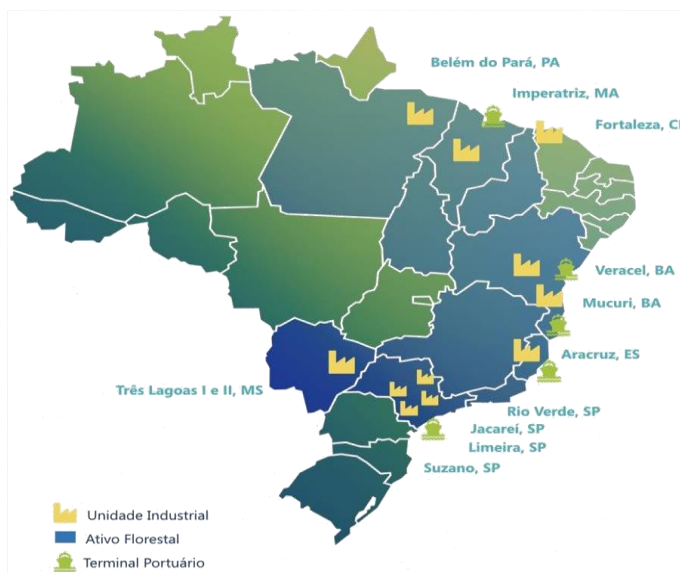 Belém do Pará, PA
Imperatriz, MA
Fortaleza, C
Veracel, BA
Mucuri, BA
Aracruz, ES
Três Lagoas I e II, MS
Rio Verde, SP
Jacareí, SP
Limeira, SP
Suzano, SP
Unidade Industrial
Ativo Florestal
Terminal Portuário